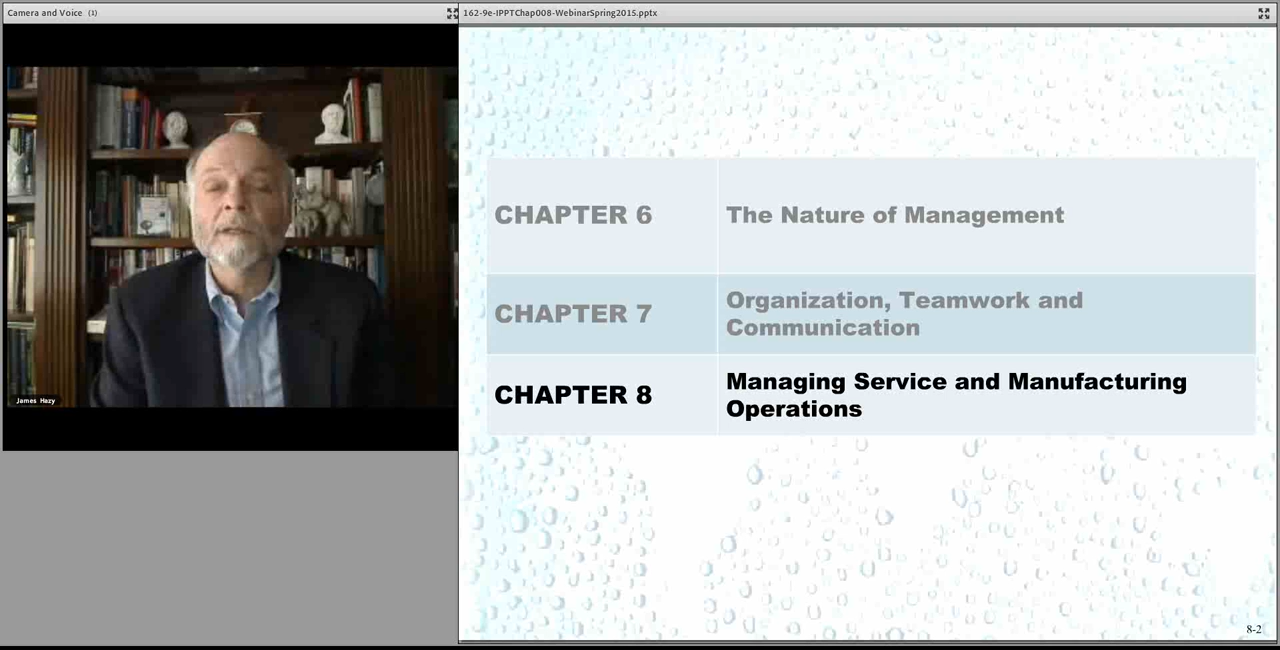 Camera and Voice (1)
162-9e-IPPTChap008-WebinarSpring2015.pptx
James Hazy
CHAPTER 6
The Nature of Management
CHAPTER 7
Organization, Teamwork and
Communication
CHAPTER 8
Managing Service and Manufacturing
Operations
8-2